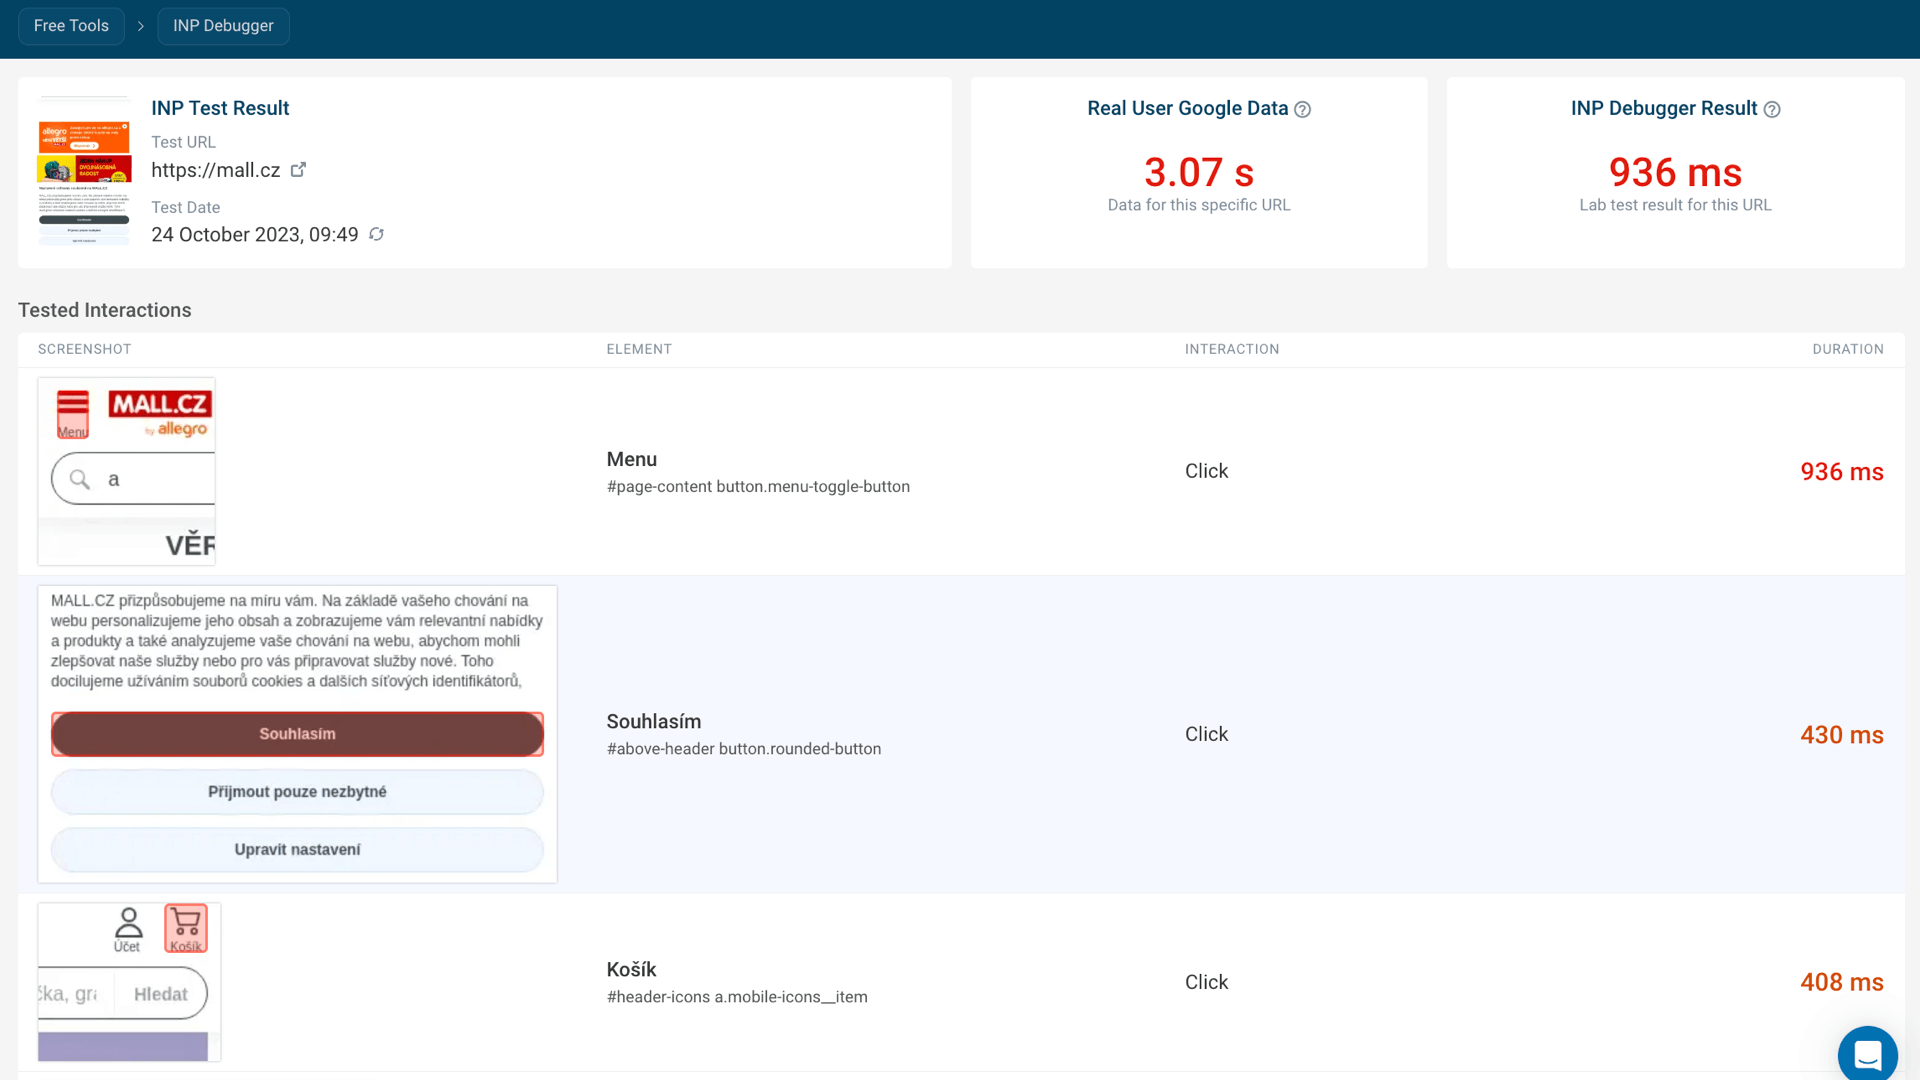 Free Tools
INP Debugger
INP Test Result
Test URL
https://mall.cz
Test Date
24 October 2023, 09:49
Real User Google Data
3.07 s
Data for this specific URL
INP Debugger Result
936 ms
Lab test result for this URL
allegro
Tested Interactions
SCREENSHOT
ELEMENT
INTERACTION
DURATION
Menu
MALL.CZ
by allegro
a
VĚR
Menu
#page-content button.menu-toggle-button
Click
936 ms
MALL.CZ přizpůsobujeme na míru vám. Na základě vašeho chování na
webu personalizujeme jeho obsah a zobrazujeme vám relevantní nabídky
a produkty a také analyzujeme vaše chování na webu, abychom mohli
zlepšovat naše služby nebo pro vás připravovat služby nové. Toho
docilujeme užíváním souborů cookies a dalších síťových identifikátorů,
Souhlasím
Přijmout pouze nezbytné
Upravit nastavení
Souhlasím
#above-header button.rounded-button
Click
430 ms
Účet
Košík
čka, gra
Hledat
Košík
#header-icons a.mobile-icons__item
Click
408 ms